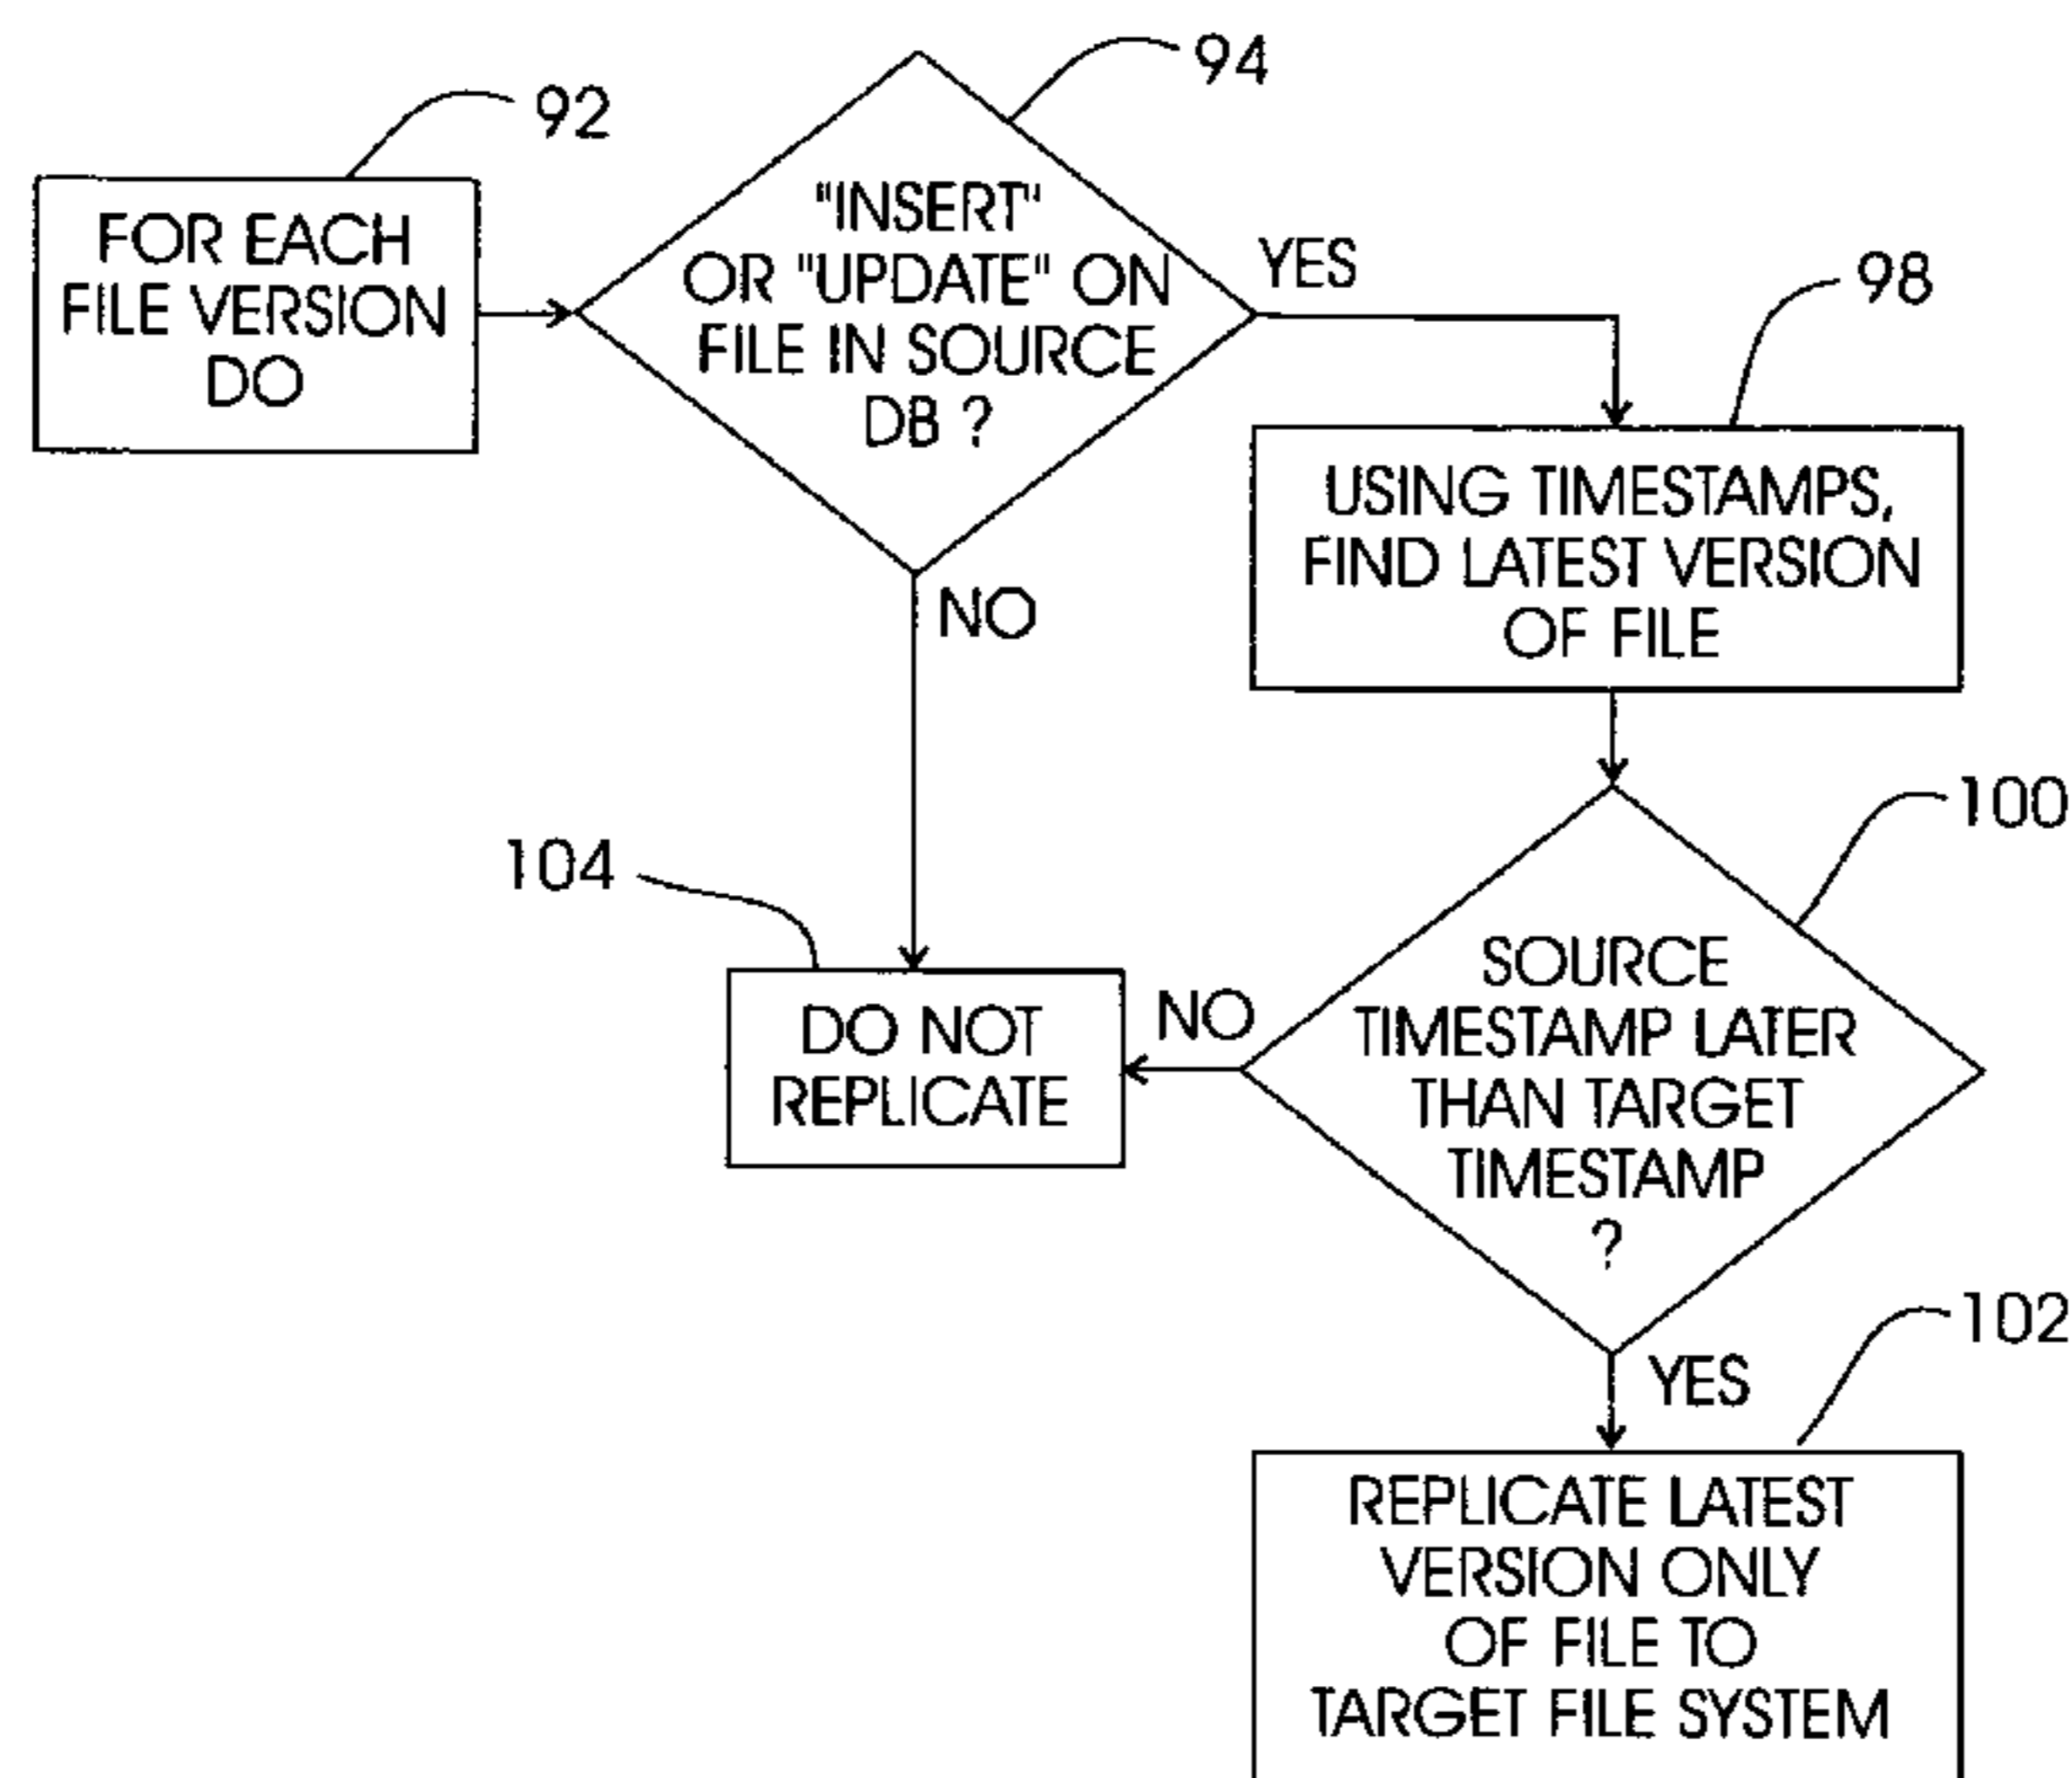 94
92
FOR EACH
FILE VERSION
DO
"INSERT"
OR "UPDATE" ON
FILE IN SOURCE
DB ?
YES
NO
98
USING TIMESTAMPS,
FIND LATEST VERSION
OF FILE
100
SOURCE
TIMESTAMP LATER
THAN TARGET
TIMESTAMP
?
NO
104
DO NOT
REPLICATE
YES
102
REPLICATE LATEST
VERSION ONLY
OF FILE TO
TARGET FILE SYSTEM